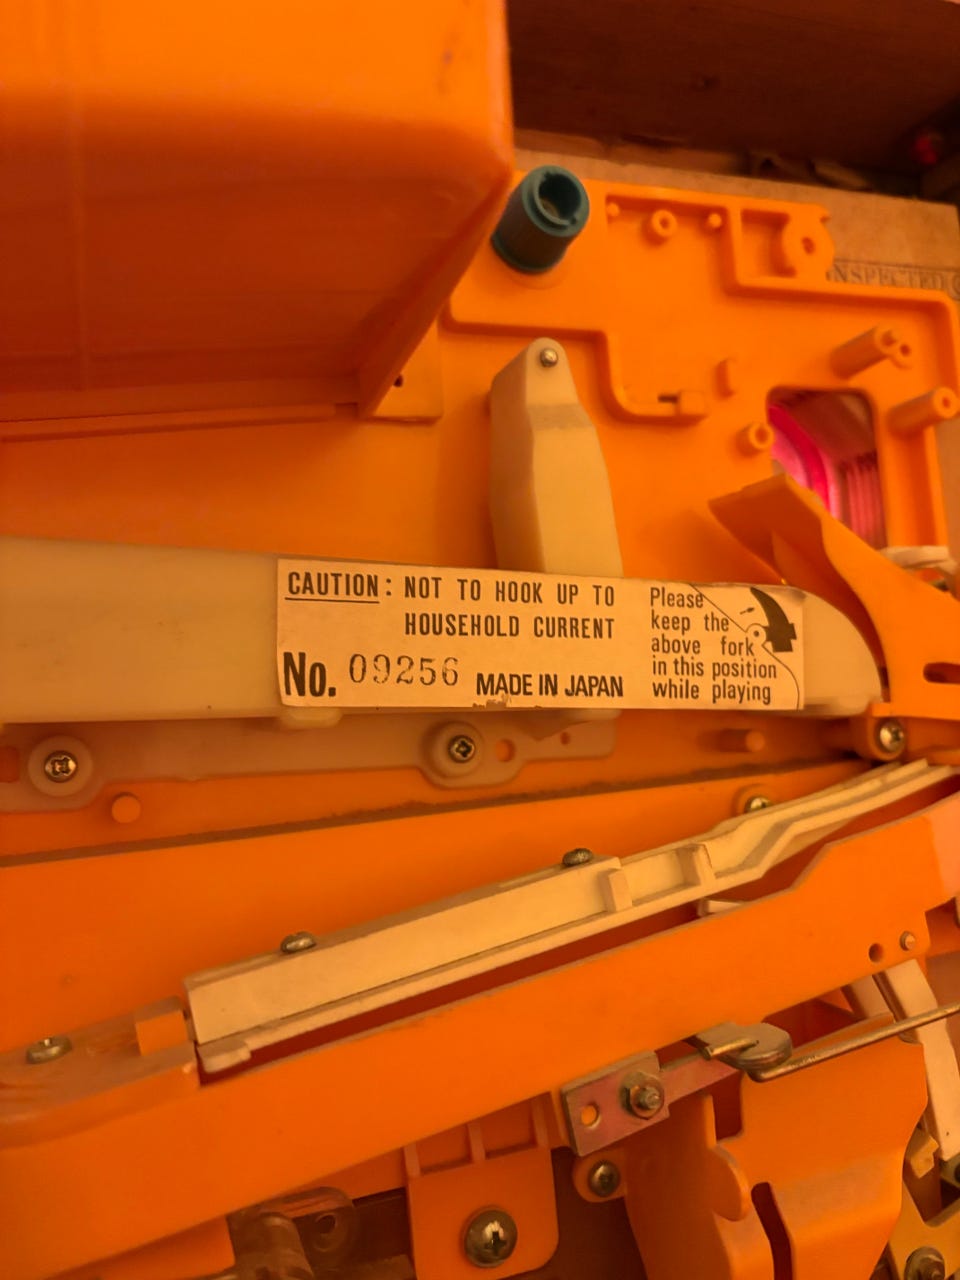 INSPECTED
CAUTION: NOT TO HOOK UP TO
HOUSEHOLD CURRENT
No. 09256 MADE IN JAPAN
Please
keep the
above fork
in this position
while playing